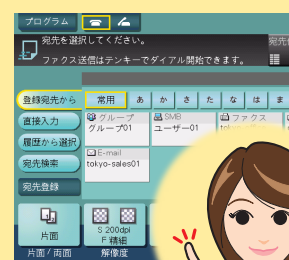 プログラム
宛先を選択してください。
ファクス送信はテンキーでダイアル開始できます。
宛先
登録宛先から
常用 あ か さ た な は ま
直接入力
履歴から選択
宛先検索
宛先登録
グループ
グループ01
SMB
ユーザー01
ファクス
E-mail
tokyo-sales01
片面
片面/両面
S 200dpi
F 精細
解像度